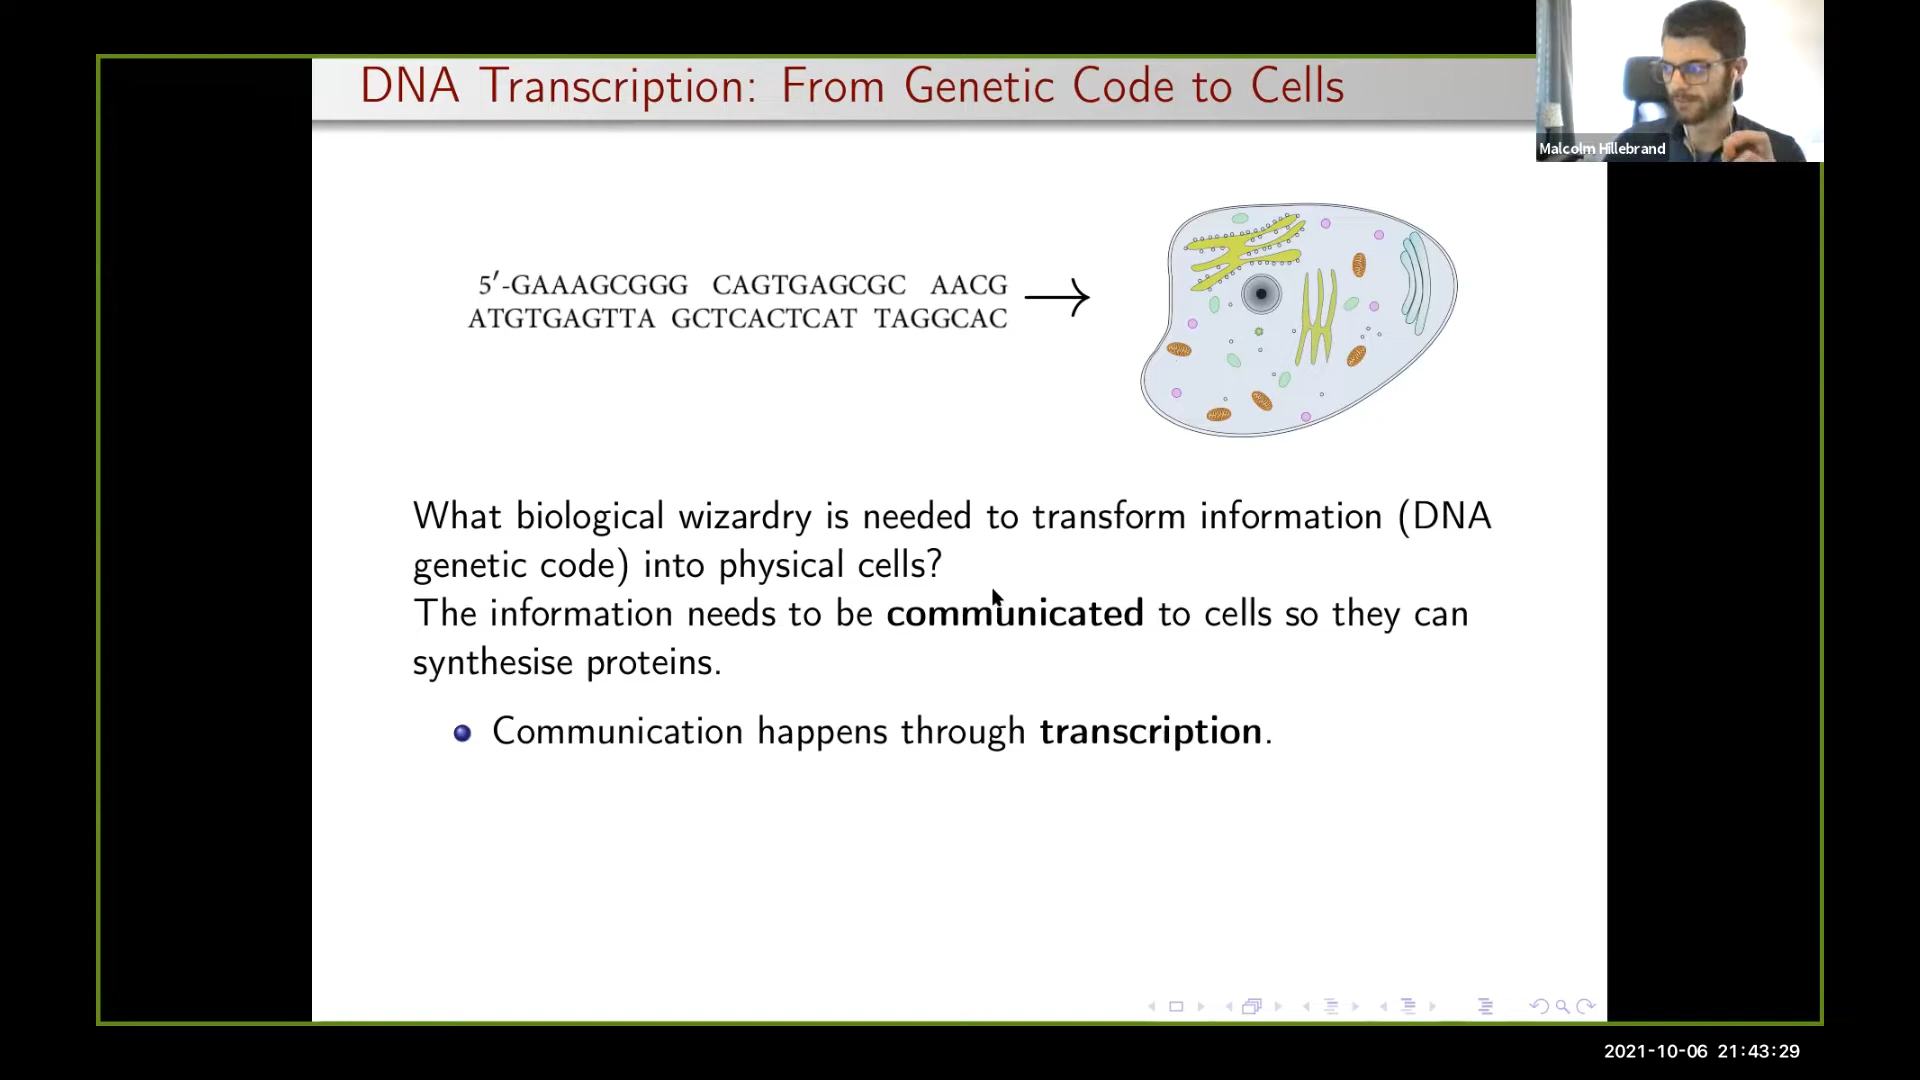 DNA Transcription: From Genetic Code to Cells
Malcolm Hillebrand
5′-GAAAGCGGG CAGTGAGCGC AACG
ATGTGAGTTA GCTCACTCAT TAGGCAC
What biological wizardry is needed to transform information (DNA
genetic code) into physical cells?
The information needs to be communicated to cells so they can
synthesise proteins.
Communication happens through transcription.
2021-10-06 21:43:29